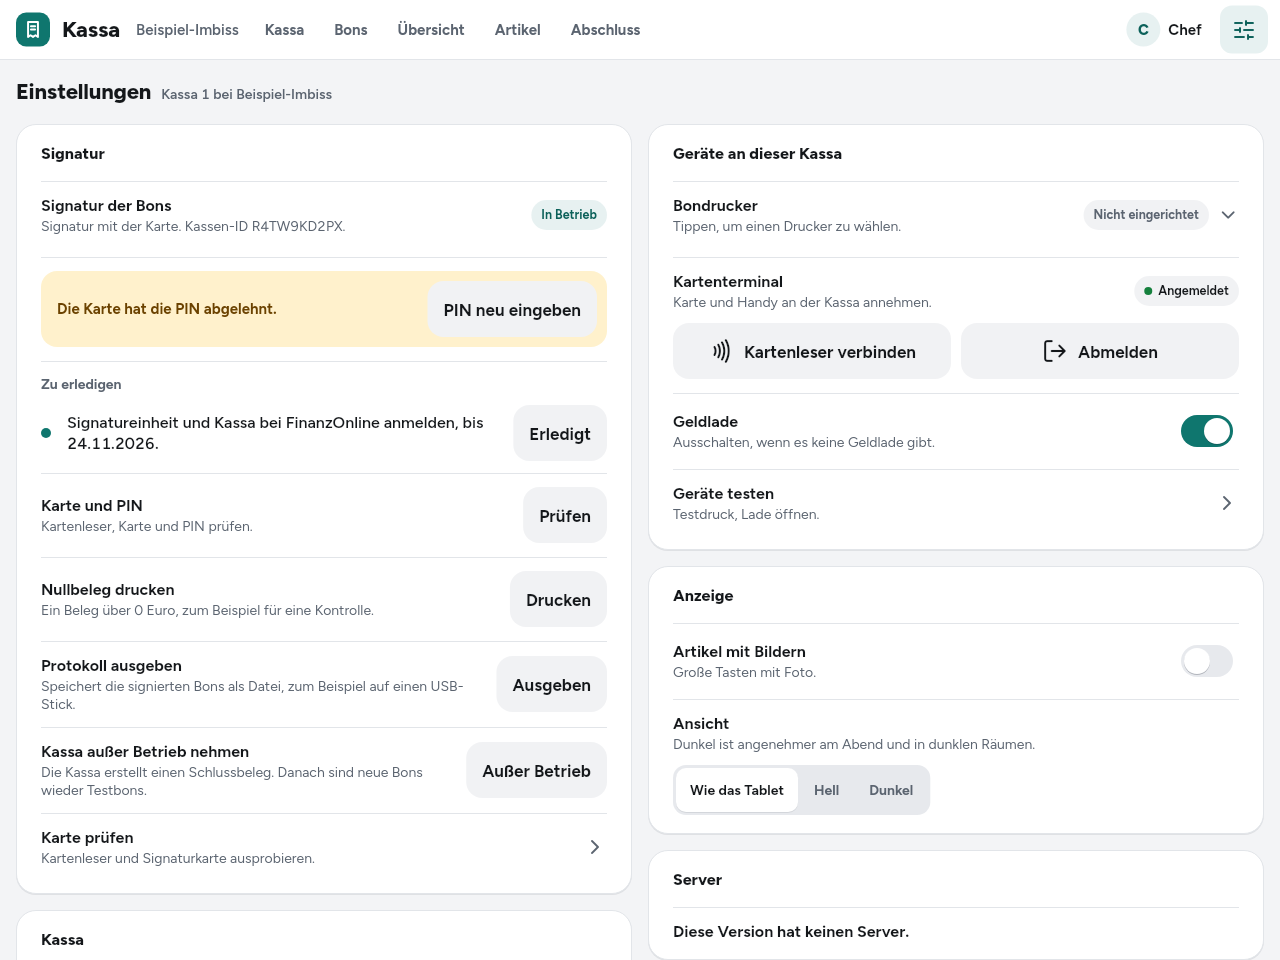 Kassa
Beispiel-Imbiss
Kassa
Bons
Übersicht
Artikel
Abschluss
C
Chef
Einstellungen
Kassa 1 bei Beispiel-Imbiss
Signatur
Signatur der Bons
Signatur mit der Karte. Kassen-ID R4TW9KD2PX.
In Betrieb
Die Karte hat die PIN abgelehnt.
PIN neu eingeben
Zu erledigen
Signatureinheit und Kassa bei FinanzOnline anmelden, bis
24.11.2026.
Erledigt
Karte und PIN
Kartenleser, Karte und PIN prüfen.
Prüfen
Nullbeleg drucken
Ein Beleg über 0 Euro, zum Beispiel für eine Kontrolle.
Drucken
Protokoll ausgeben
Speichert die signierten Bons als Datei, zum Beispiel auf einen USB-
Stick.
Ausgeben
Kassa außer Betrieb nehmen
Die Kassa erstellt einen Schlussbeleg. Danach sind neue Bons
wieder Testbons.
Außer Betrieb
Karte prüfen
Kartenleser und Signaturkarte ausprobieren.
Kassa
Geräte an dieser Kassa
Bondrucker
Tippen, um einen Drucker zu wählen.
Nicht eingerichtet
Kartenterminal
Karte und Handy an der Kassa annehmen.
Angemeldet
Kartenleser verbinden
Abmelden
Geldlade
Ausschalten, wenn es keine Geldlade gibt.
Geräte testen
Testdruck, Lade öffnen.
Anzeige
Artikel mit Bildern
Große Tasten mit Foto.
Ansicht
Dunkel ist angenehmer am Abend und in dunklen Räumen.
Wie das Tablet
Hell
Dunkel
Server
Diese Version hat keinen Server.